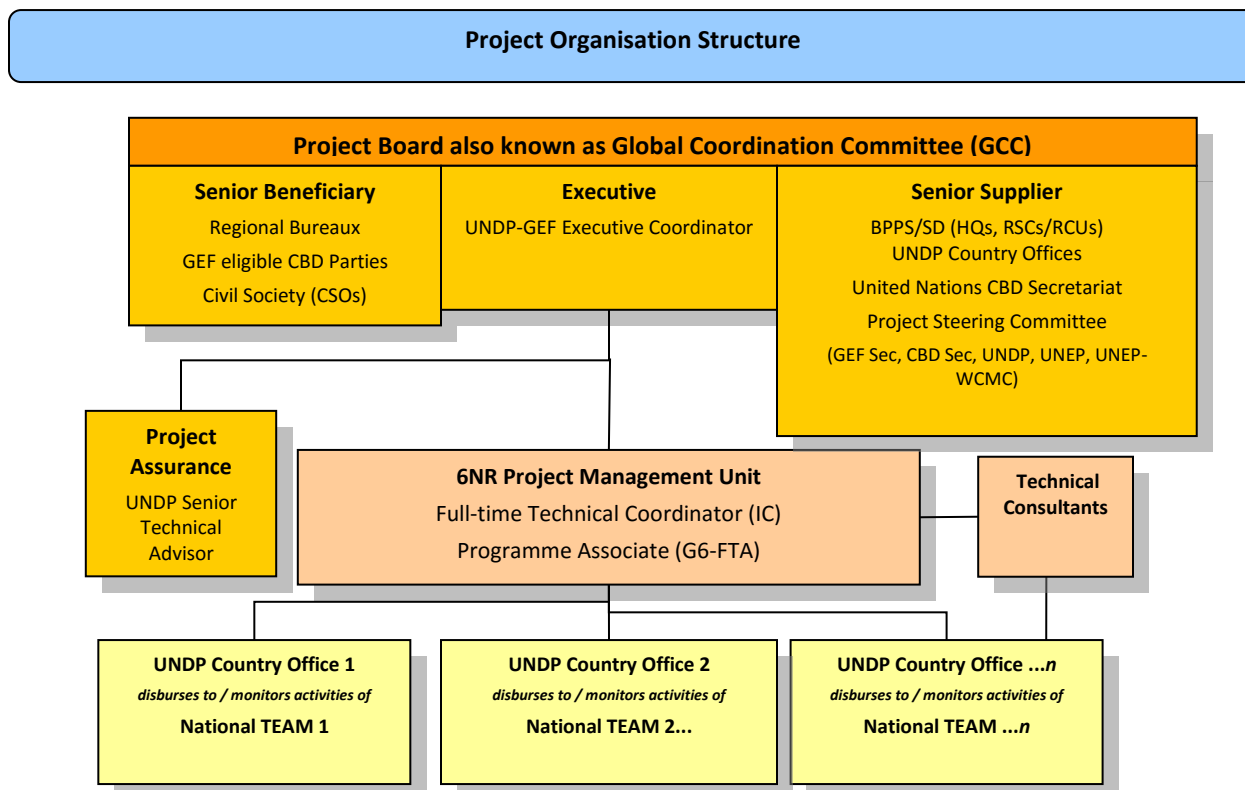 Project Organisation Structure
Project Board also known as Global Coordination Committee (GCC)
Senior Beneficiary
Regional Bureaux
GEF eligible CBD Parties
Civil Society (CSOs)
Executive
UNDP-GEF Executive Coordinator
Senior Supplier
BPPS/SD (HQs, RSCs/RCUs)
UNDP Country Offices
United Nations CBD Secretariat
Project Steering Committee
(GEF Sec, CBD Sec, UNDP, UNEP, UNEP-
WCMC)
Project
Assurance
UNDP Senior
Technical
Advisor
6NR Project Management Unit
Full-time Technical Coordinator (IC)
Programme Associate (G6-FTA)
Technical
Consultants
UNDP Country Office 1
disburses to / monitors activities of
National TEAM 1
UNDP Country Office 2
disburses to / monitors activities of
National TEAM 2...
UNDP Country Office ...n
disburses to / monitors activities of
National TEAM ...n